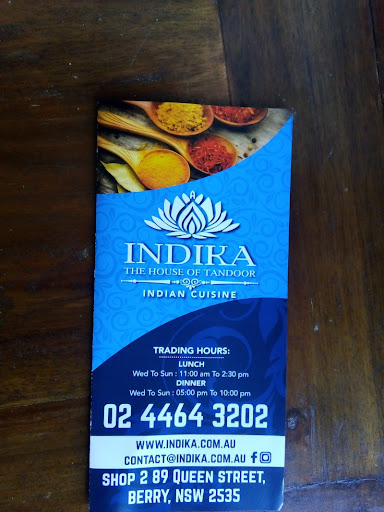 INDIKA
THE HOUSE OF TANDOOR
INDIAN CUISINE
TRADING HOURS:
LUNCH
Wed To Sun : 11:00 am To 2:30 pm
DINNER
Wed To Sun : 05:00 pm To 10:00 pm
02 4464 3202
WWW.INDIKA.COM.AU
CONTACT@INDIKA.COM.AU
SHOP 2 89 QUEEN STREET,
BERRY, NSW 2535